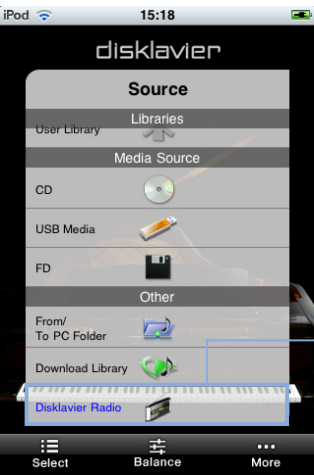 iPod 15:18
disklavier
Source
Libraries
User Library
Media Source
CD
USB Media
FD
Other
From/
To PC Folder
Download Library
Disklavier Radio
Select Balance More